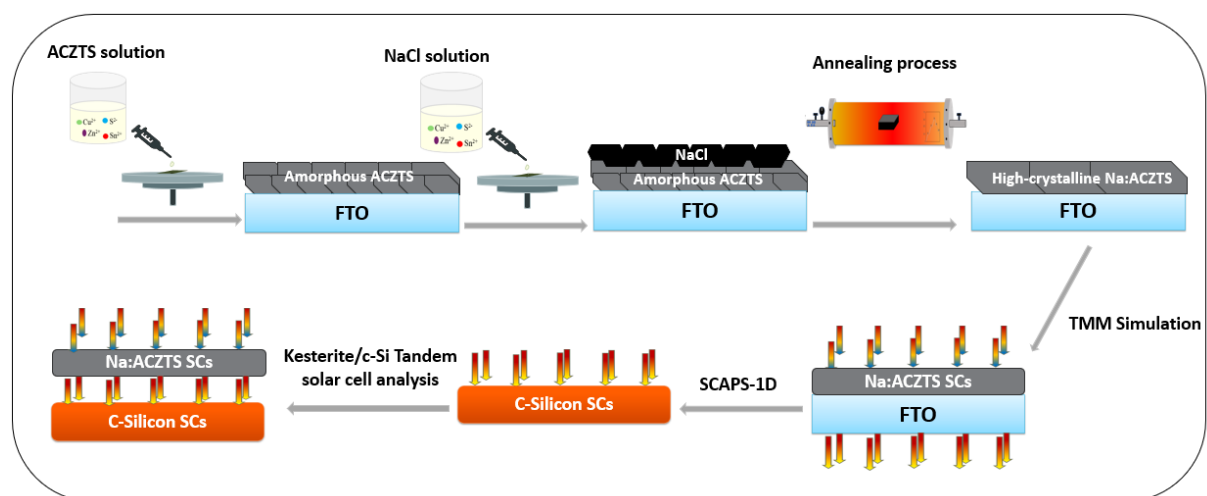 ACZTS solution
NaCl solution
Annealing process
Cu²⁺ S²⁻
Zn²⁺ Sn²⁺
Cu²⁺ S²⁻
Zn²⁺ Sn²⁺
Amorphous ACZTS
FTO
NaCl
Amorphous ACZTS
FTO
High-crystalline Na:ACZTS
FTO
TMM Simulation
Na:ACZTS SCs
FTO
SCAPS-1D
C-Silicon SCs
Kesterite/c-Si Tandem
solar cell analysis
Na:ACZTS SCs
C-Silicon SCs